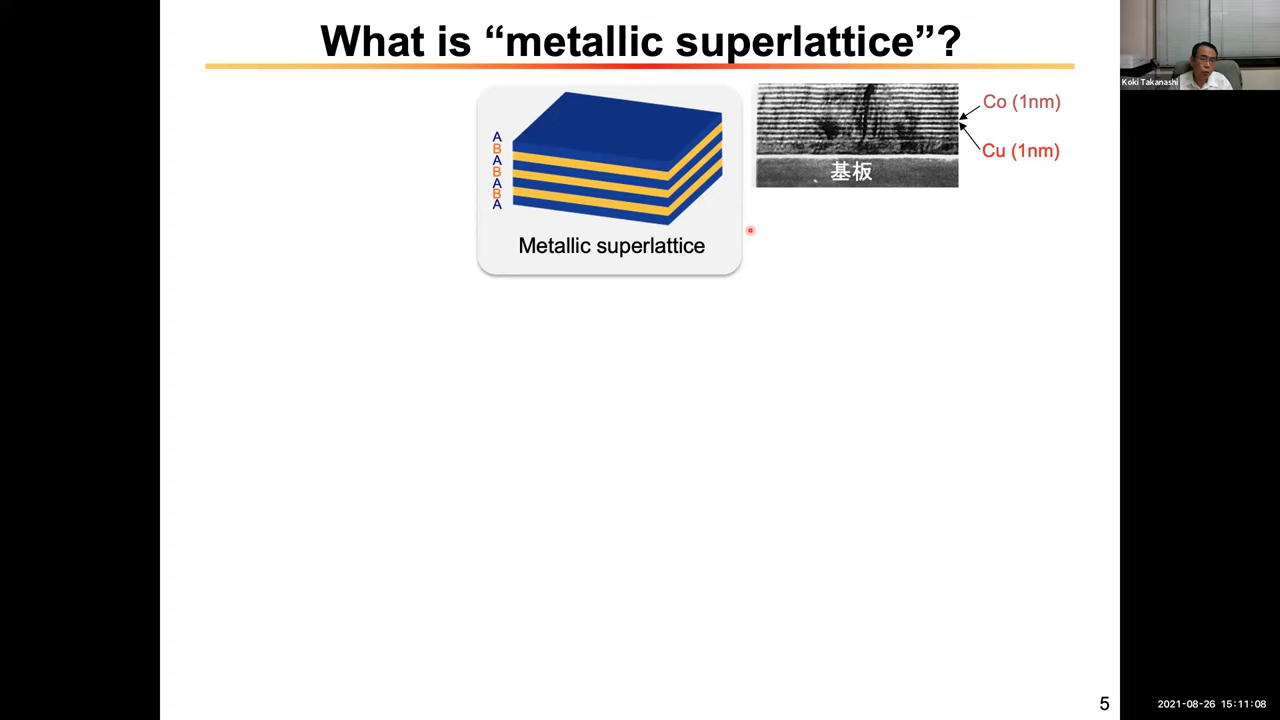 What is “metallic superlattice”?
A
B
A
B
A
B
A
Metallic superlattice
Co (1nm)
Cu (1nm)
基板
Koki Takanashi
5
2021-08-26 15:11:08